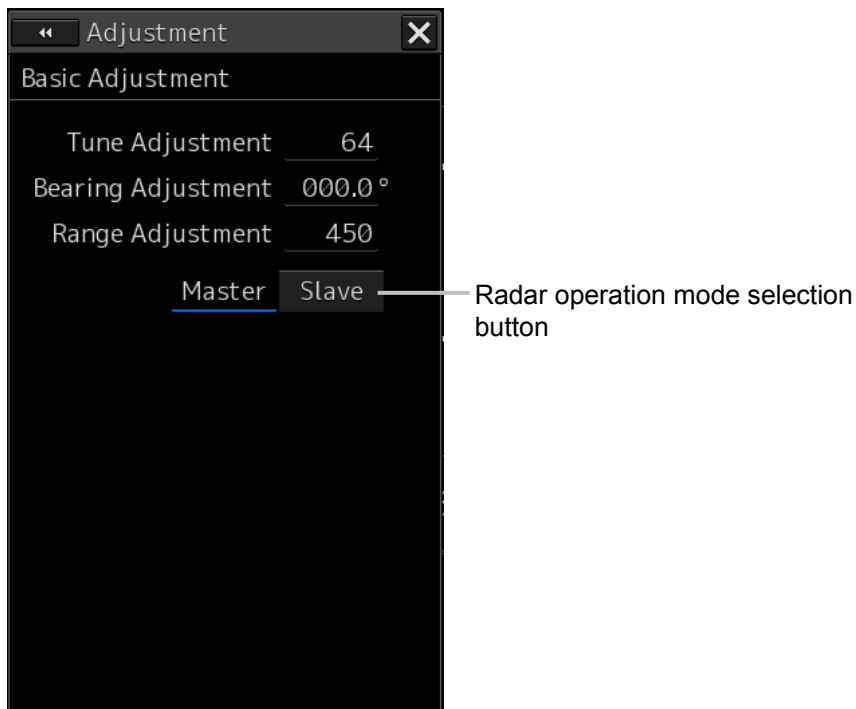 Adjustment
Basic Adjustment
Tune Adjustment 64
Bearing Adjustment 000.0°
Range Adjustment 450
Master Slave
Radar operation mode selection
button